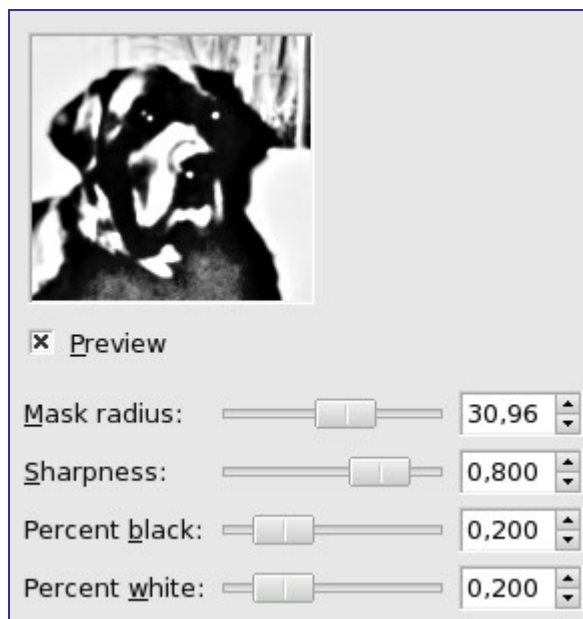 Preview
Mask radius: 30,96
Sharpness: 0,800
Percent black: 0,200
Percent white: 0,200